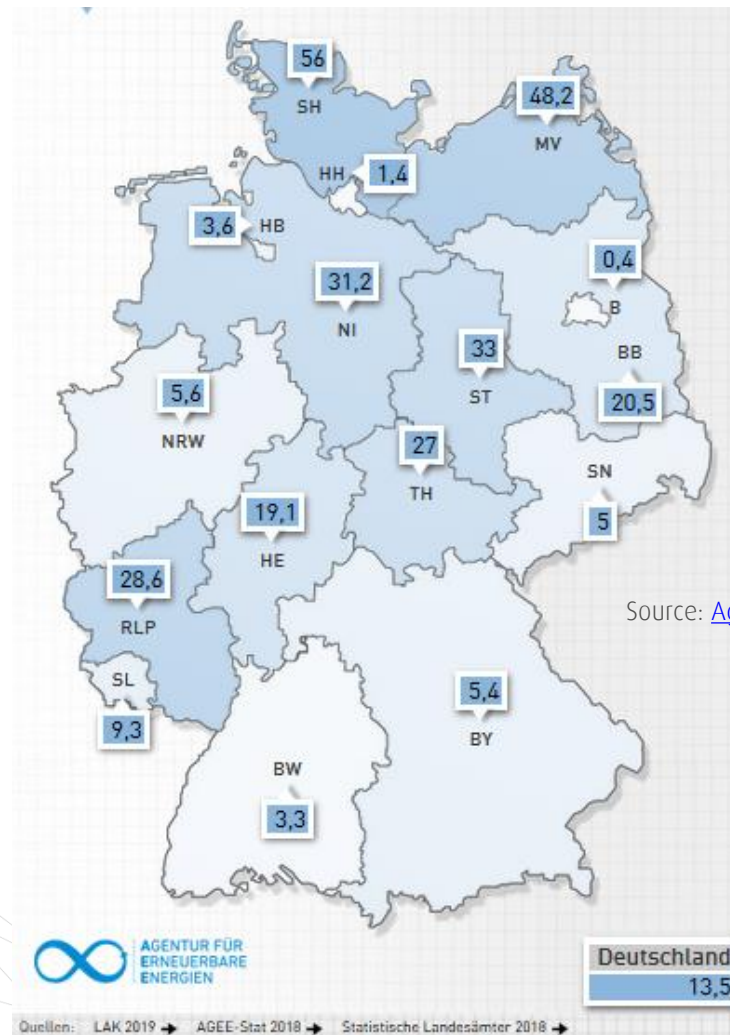 56
SH
48,2
MV
HH
1,4
3,6
HB
0,4
B
31,2
NI
BB
33
ST
20,5
5,6
NRW
27
TH
SN
5
19,1
HE
28,6
RLP
Source:
SL
9,3
5,4
BY
BW
3,3
AGENTUR FÜR
ERNEUERBARE
ENERGIEN
Deutschland
13,5
Quellen: LAK 2019 → AGEE-Stat 2018 → Statistische Landesämter 2018 →